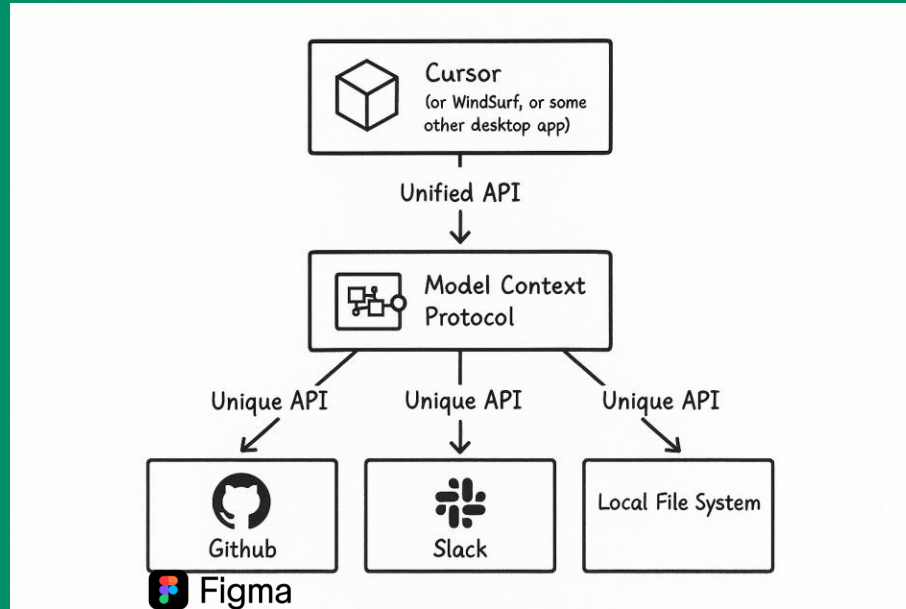 Cursor
(or WindSurf, or some
other desktop app)
Unified API
Model Context
Protocol
Unique API
Unique API
Unique API
Github
Slack
Local File System
Figma